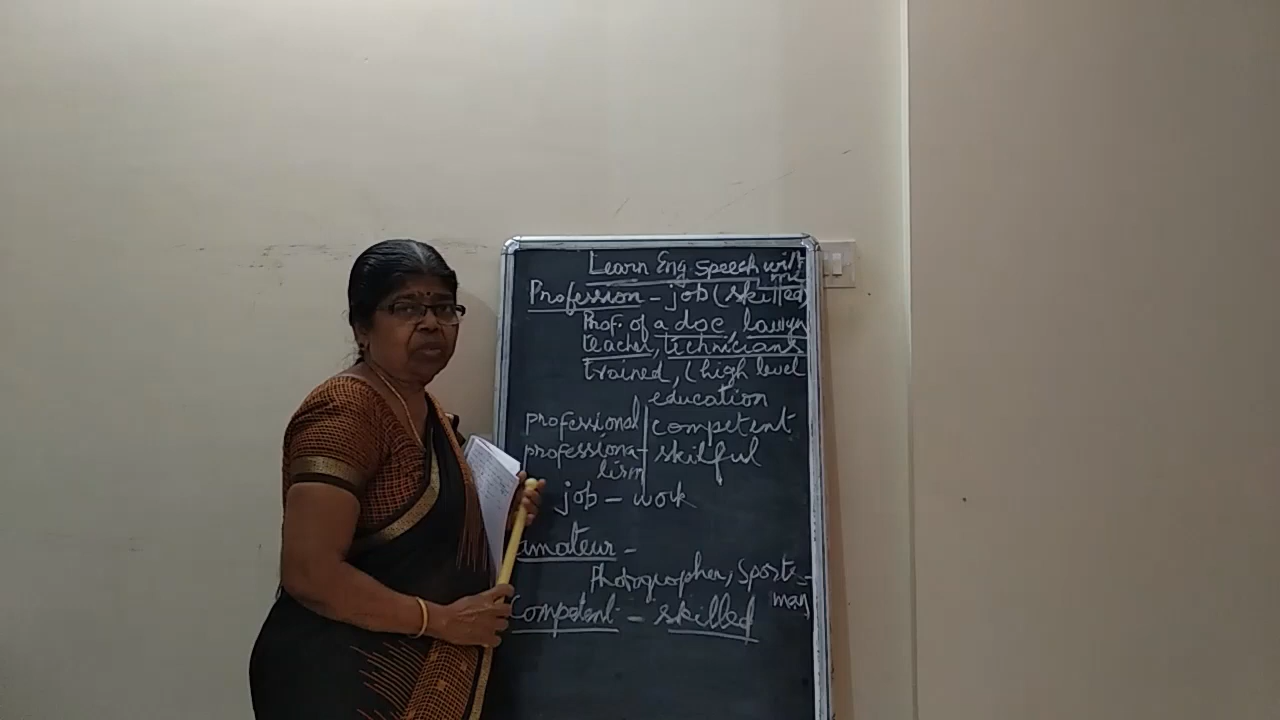 Learn Eng Speech with
me
Profession - job (skilled)
Prof. of a doc, lawyer
teacher, technicians
trained, (high level
education
professional | competent
professiona- | skilful
lism
job - work
amateur -
Photographer, Sports-
man
Competent - skilled